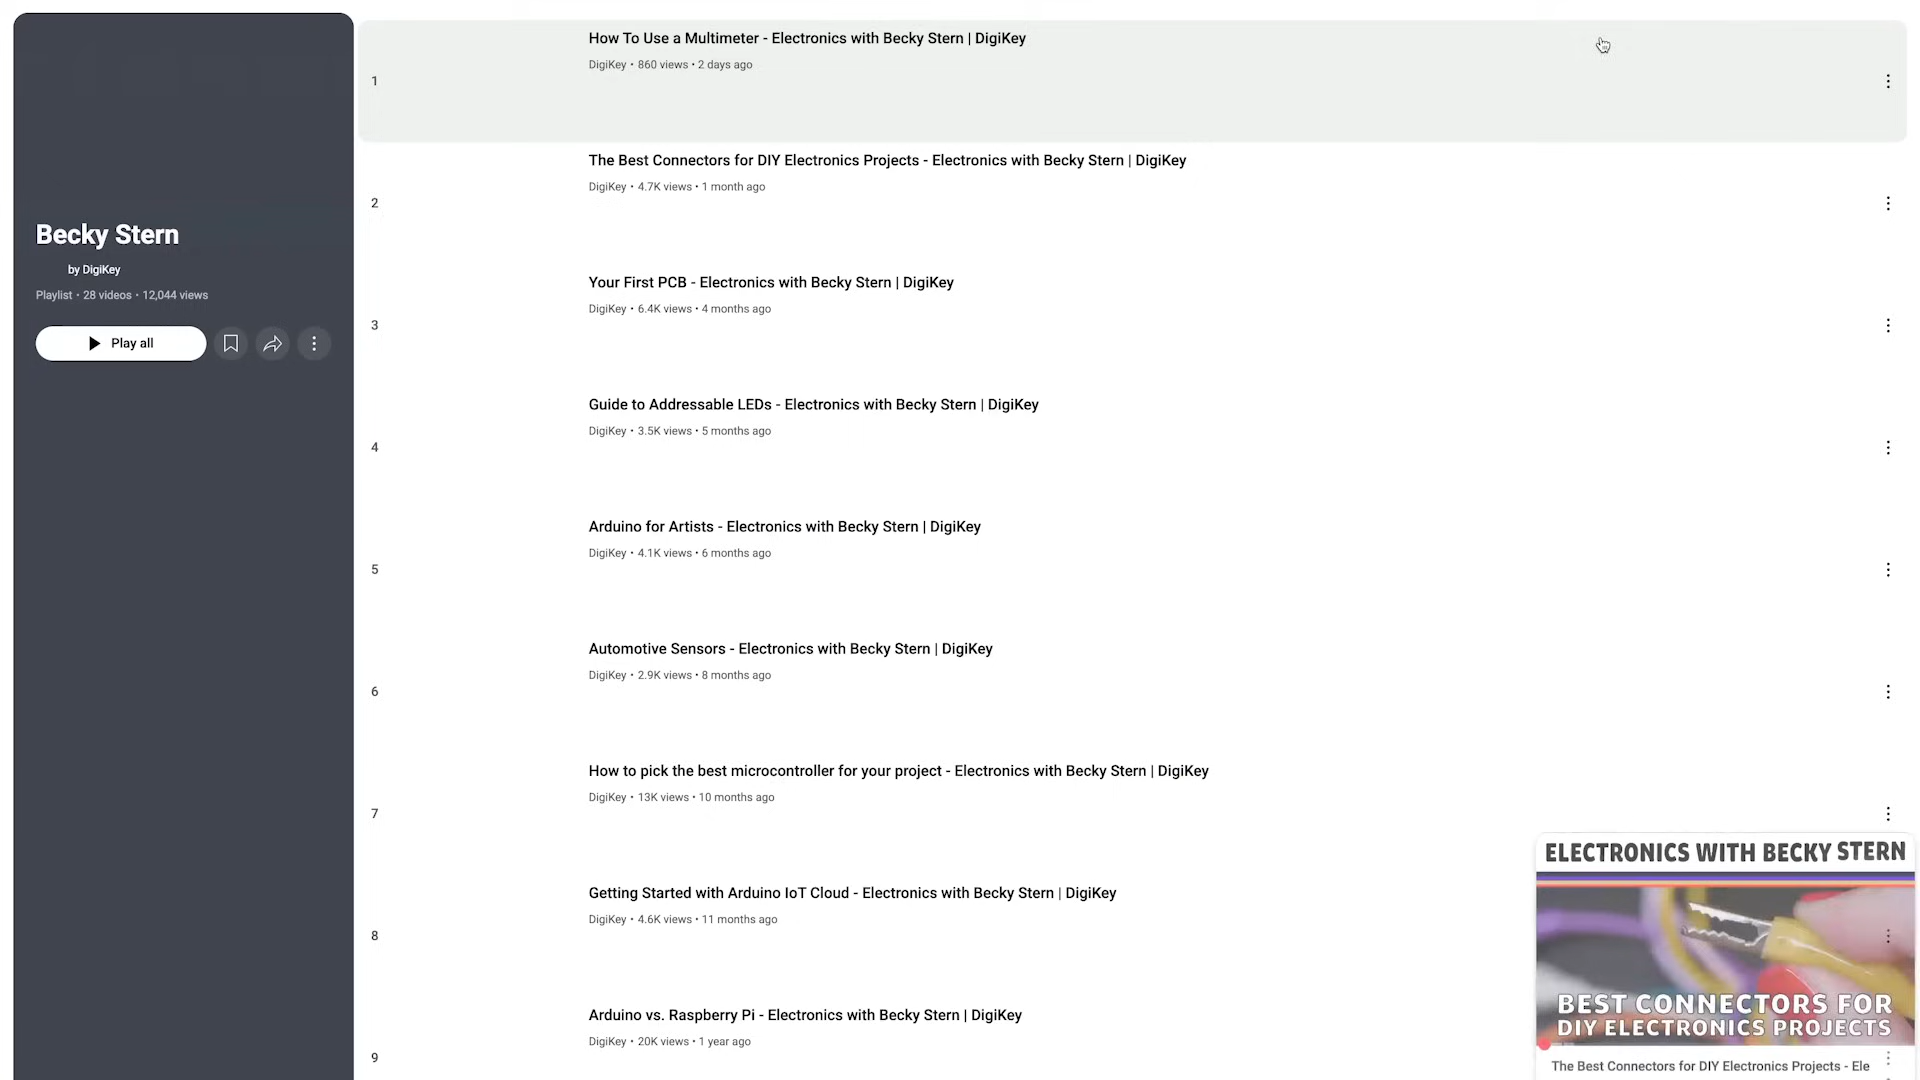 Becky Stern
by DigiKey
Playlist • 28 videos • 12,044 views
Play all
1
How To Use a Multimeter - Electronics with Becky Stern | DigiKey
DigiKey • 860 views • 2 days ago
2
The Best Connectors for DIY Electronics Projects - Electronics with Becky Stern | DigiKey
DigiKey • 4.7K views • 1 month ago
3
Your First PCB - Electronics with Becky Stern | DigiKey
DigiKey • 6.4K views • 4 months ago
4
Guide to Addressable LEDs - Electronics with Becky Stern | DigiKey
DigiKey • 3.5K views • 5 months ago
5
Arduino for Artists - Electronics with Becky Stern | DigiKey
DigiKey • 4.1K views • 6 months ago
6
Automotive Sensors - Electronics with Becky Stern | DigiKey
DigiKey • 2.9K views • 8 months ago
7
How to pick the best microcontroller for your project - Electronics with Becky Stern | DigiKey
DigiKey • 13K views • 10 months ago
8
Getting Started with Arduino IoT Cloud - Electronics with Becky Stern | DigiKey
DigiKey • 4.6K views • 11 months ago
9
Arduino vs. Raspberry Pi - Electronics with Becky Stern | DigiKey
DigiKey • 20K views • 1 year ago
ELECTRONICS WITH BECKY STERN
BEST CONNECTORS FOR
DIY ELECTRONICS PROJECTS
The Best Connectors for DIY Electronics Projects - Ele